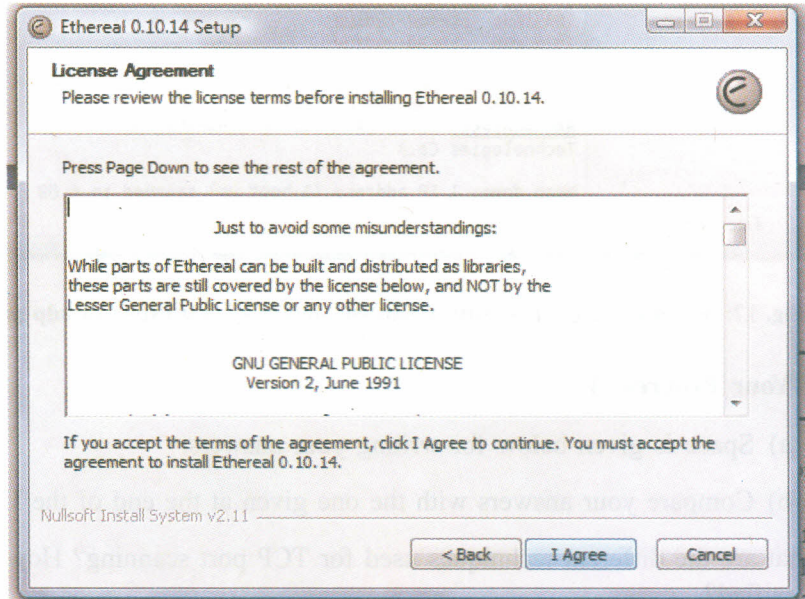 Ethereal 0.10.14 Setup
License Agreement
Please review the license terms before installing Ethereal 0.10.14.
Press Page Down to see the rest of the agreement.
Just to avoid some misunderstandings:
While parts of Ethereal can be built and distributed as libraries,
these parts are still covered by the license below, and NOT by the
Lesser General Public License or any other license.
GNU GENERAL PUBLIC LICENSE
Version 2, June 1991
If you accept the terms of the agreement, click I Agree to continue. You must accept the
agreement to install Ethereal 0.10.14.
Nullsoft Install System v2.11
< Back
I Agree
Cancel